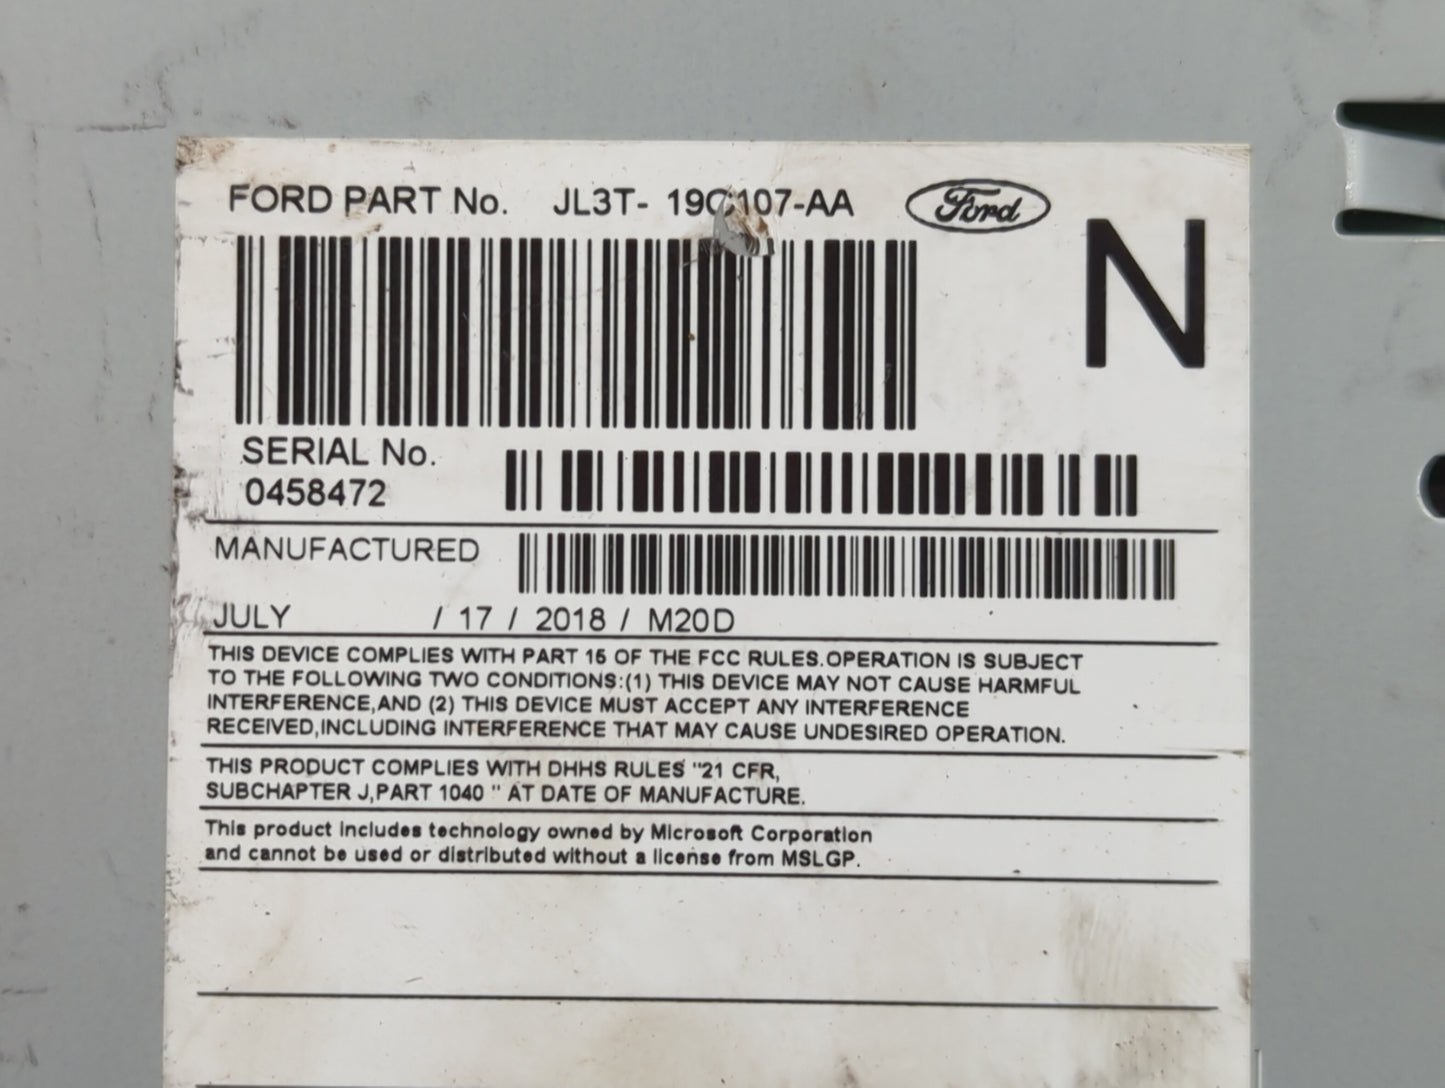 FORD PART No. JL3T- 19C107-AA Ford
N
SERIAL No.
0458472
MANUFACTURED
JULY / 17 / 2018 / M20D
THIS DEVICE COMPLIES WITH PART 15 OF THE FCC RULES.OPERATION IS SUBJECT
TO THE FOLLOWING TWO CONDITIONS:(1) THIS DEVICE MAY NOT CAUSE HARMFUL
INTERFERENCE,AND (2) THIS DEVICE MUST ACCEPT ANY INTERFERENCE
RECEIVED,INCLUDING INTERFERENCE THAT MAY CAUSE UNDESIRED OPERATION.
THIS PRODUCT COMPLIES WITH DHHS RULES "21 CFR,
SUBCHAPTER J,PART 1040 " AT DATE OF MANUFACTURE.
This product includes technology owned by Microsoft Corporation
and cannot be used or distributed without a license from MSLGP.